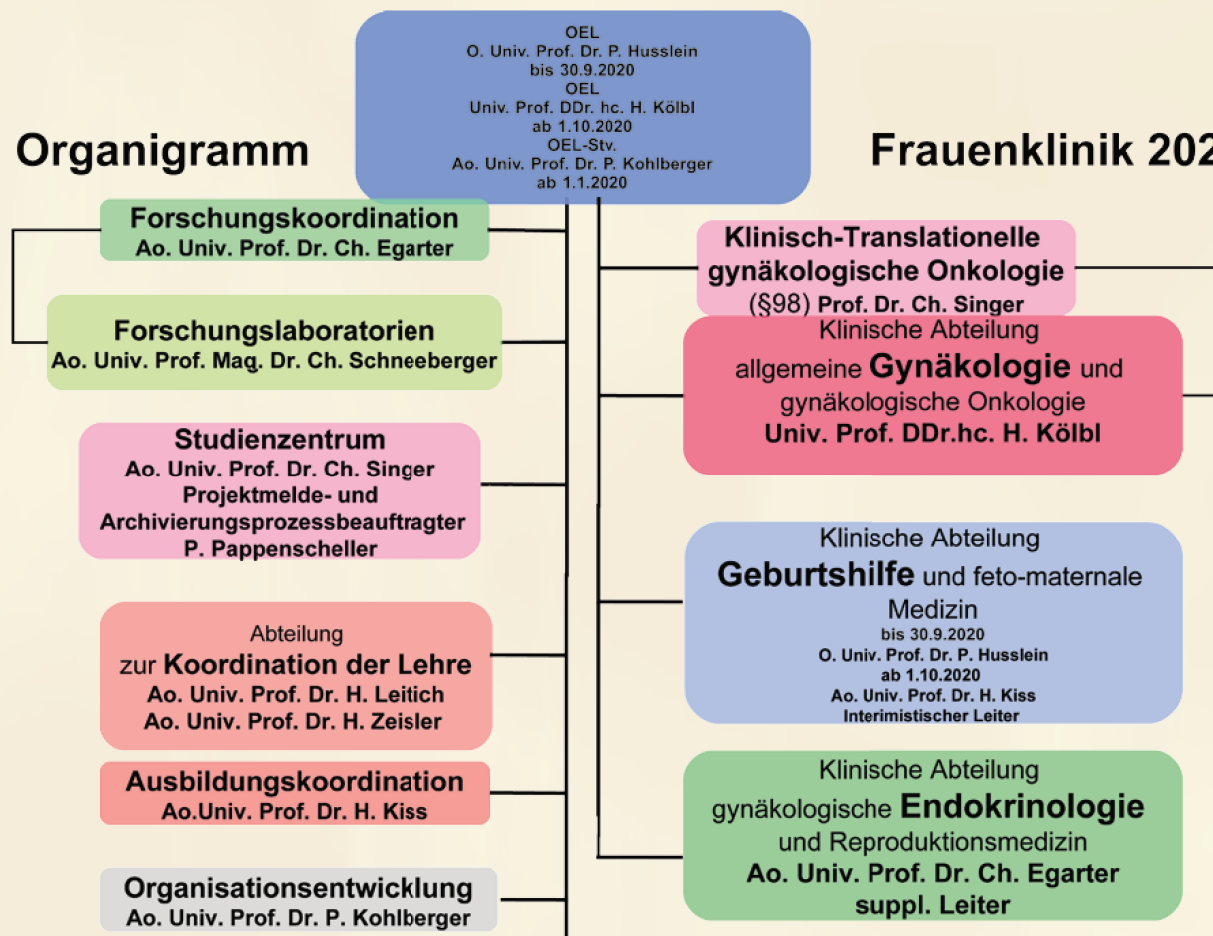 OEL
O. Univ. Prof. Dr. P. Husslein
bis 30.9.2020
OEL
Univ. Prof. DDr. hc. H. Kölbl
ab 1.10.2020
OEL-Stv.
Ao. Univ. Prof. Dr. P. Kohlberger
ab 1.1.2020
Organigramm
Frauenklinik 202
Forschungskoordination
Ao. Univ. Prof. Dr. Ch. Egarter
Forschungslaboratorien
Ao. Univ. Prof. Mag. Dr. Ch. Schneeberger
Studienzentrum
Ao. Univ. Prof. Dr. Ch. Singer
Projektmelde- und
Archivierungsprozessbeauftragter
P. Pappenscheller
Abteilung
zur Koordination der Lehre
Ao. Univ. Prof. Dr. H. Leitich
Ao. Univ. Prof. Dr. H. Zeisler
Ausbildungskoordination
Ao.Univ. Prof. Dr. H. Kiss
Organisationsentwicklung
Ao. Univ. Prof. Dr. P. Kohlberger
Klinisch-Translationelle
gynäkologische Onkologie
(§98) Prof. Dr. Ch. Singer
Klinische Abteilung
allgemeine Gynäkologie und
gynäkologische Onkologie
Univ. Prof. DDr.hc. H. Kölbl
Klinische Abteilung
Geburtshilfe und feto-maternale
Medizin
bis 30.9.2020
O. Univ. Prof. Dr. P. Husslein
ab 1.10.2020
Ao. Univ. Prof. Dr. H. Kiss
Interimistischer Leiter
Klinische Abteilung
gynäkologische Endokrinologie
und Reproduktionsmedizin
Ao. Univ. Prof. Dr. Ch. Egarter
suppl. Leiter